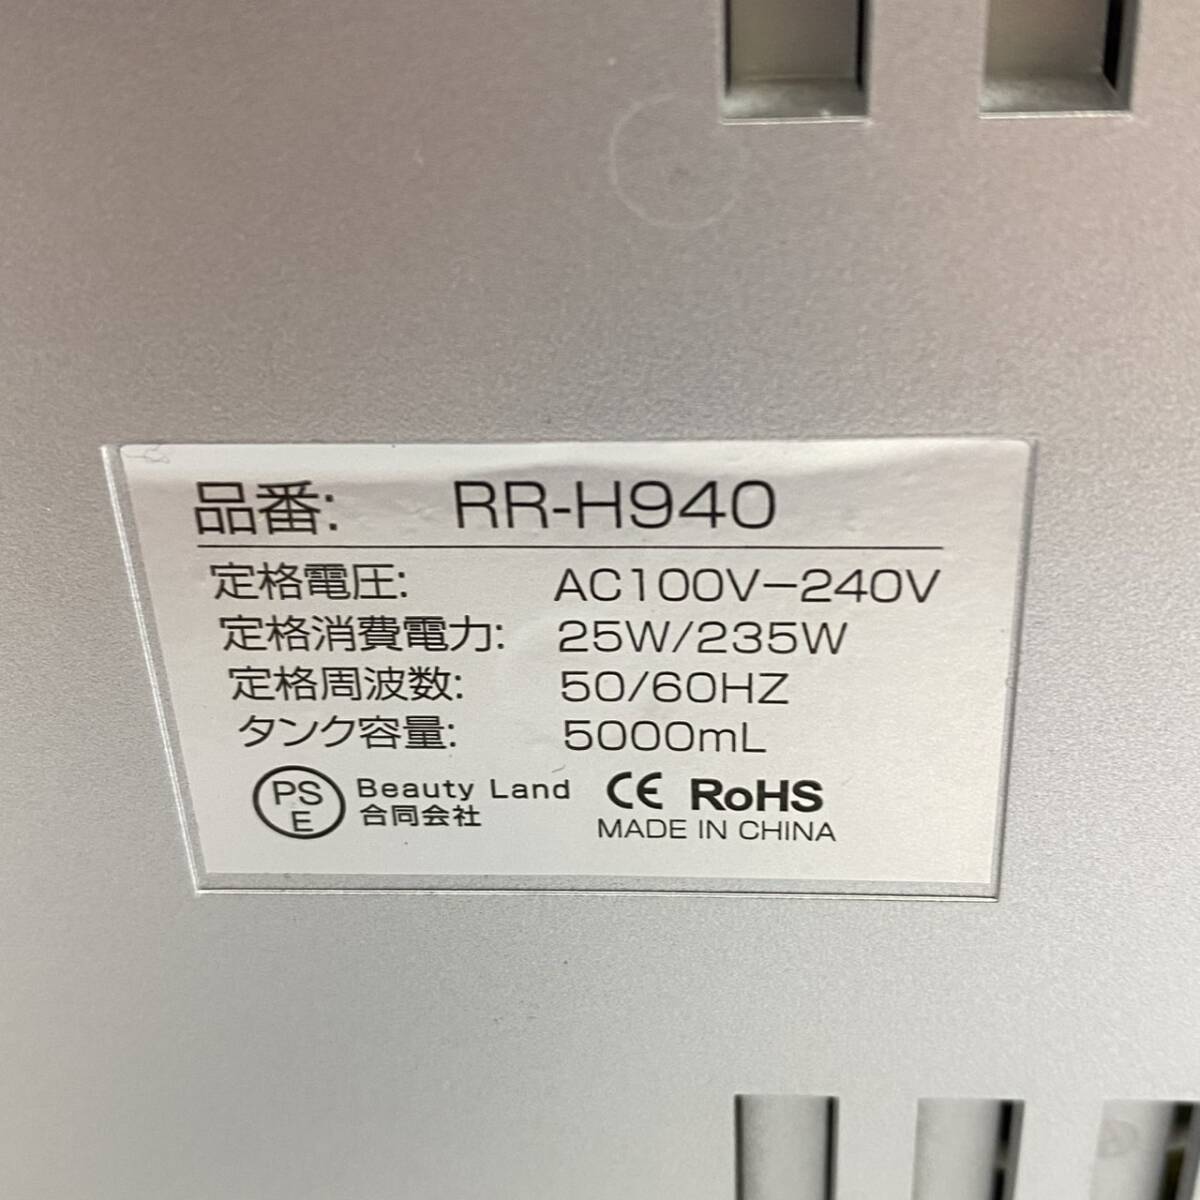 品番: RR-H940
定格電圧: AC100V-240V
定格消費電力: 25W/235W
定格周波数: 50/60HZ
タンク容量: 5000mL
PSE Beauty Land CE RoHS
合同会社 MADE IN CHINA